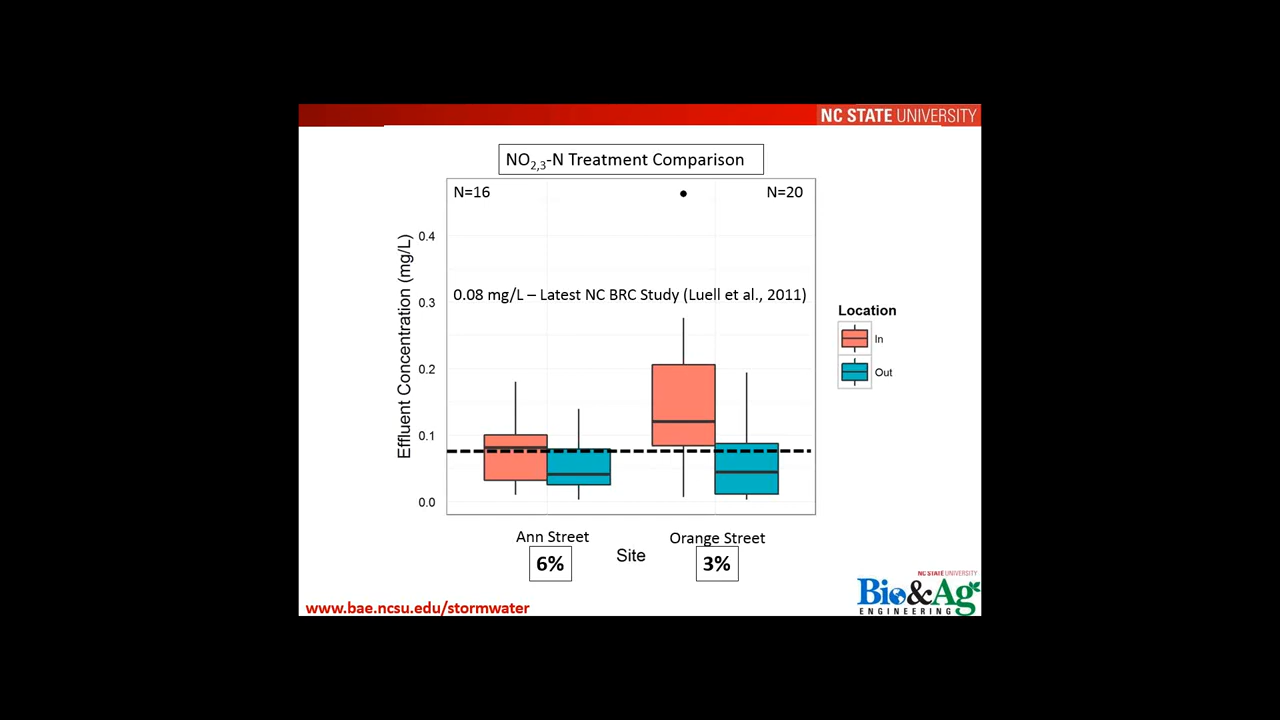 NC STATE UNIVERSITY
NO2,3-N Treatment Comparison
N=16
N=20
0.4
0.08 mg/L – Latest NC BRC Study (Luell et al., 2011)
0.3
0.2
0.1
0.0
Effluent Concentration (mg/L)
Location
In
Out
Ann Street
Orange Street
Site
6%
3%
NC STATE UNIVERSITY
Bio&Ag
ENGINEERING
www.bae.ncsu.edu/stormwater